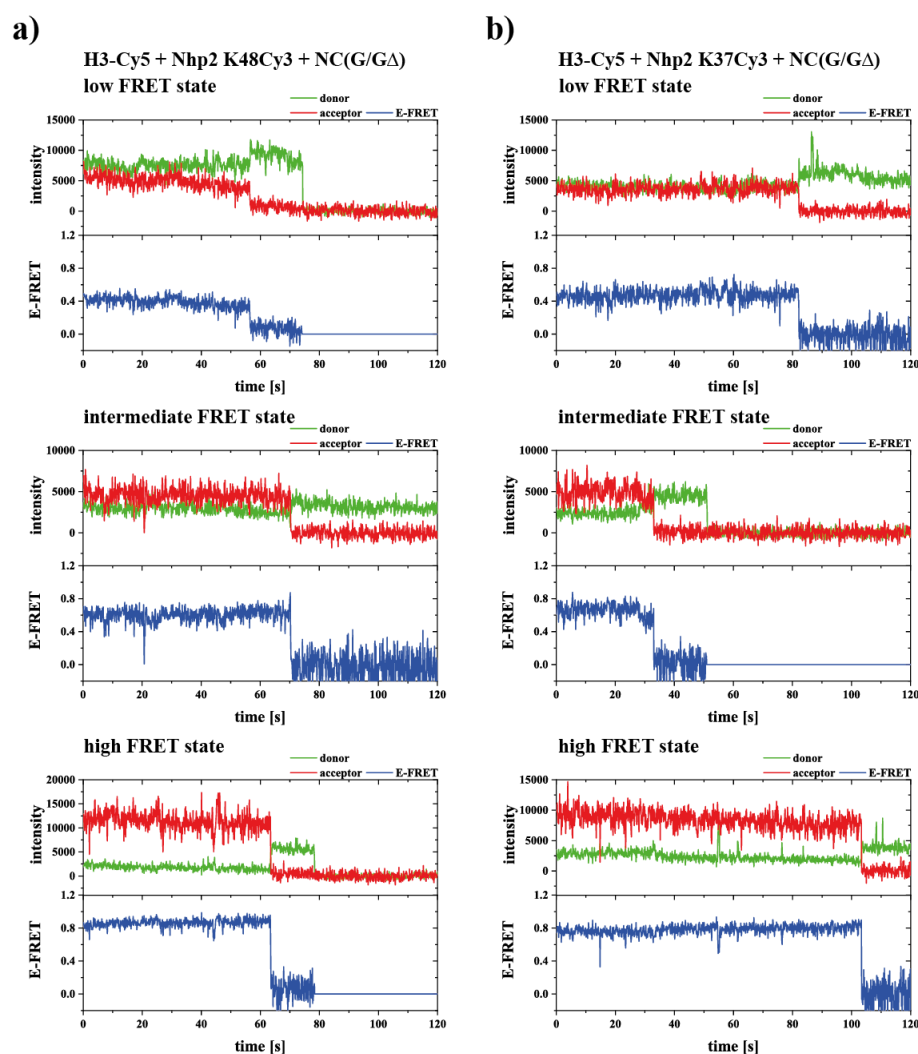 a)
H3-Cy5 + Nhp2 K48Cy3 + NC(G/GΔ)
low FRET state
donor
acceptor E-FRET
15000
10000
5000
0
intensity
1.2
0.8
0.4
0.0
E-FRET
0 20 40 60 80 100 120
time [s]
intermediate FRET state
donor
acceptor E-FRET
10000
5000
0
intensity
1.2
0.8
0.4
0.0
E-FRET
0 20 40 60 80 100 120
time [s]
high FRET state
donor
acceptor E-FRET
20000
15000
10000
5000
0
intensity
1.2
0.8
0.4
0.0
E-FRET
0 20 40 60 80 100 120
time [s]
b)
H3-Cy5 + Nhp2 K37Cy3 + NC(G/GΔ)
low FRET state
donor
acceptor E-FRET
15000
10000
5000
0
intensity
1.2
0.8
0.4
0.0
E-FRET
0 20 40 60 80 100 120
time [s]
intermediate FRET state
donor
acceptor E-FRET
10000
5000
0
intensity
1.2
0.8
0.4
0.0
E-FRET
0 20 40 60 80 100 120
time [s]
high FRET state
donor
acceptor E-FRET
15000
10000
5000
0
intensity
1.2
0.8
0.4
0.0
E-FRET
0 20 40 60 80 100 120
time [s]